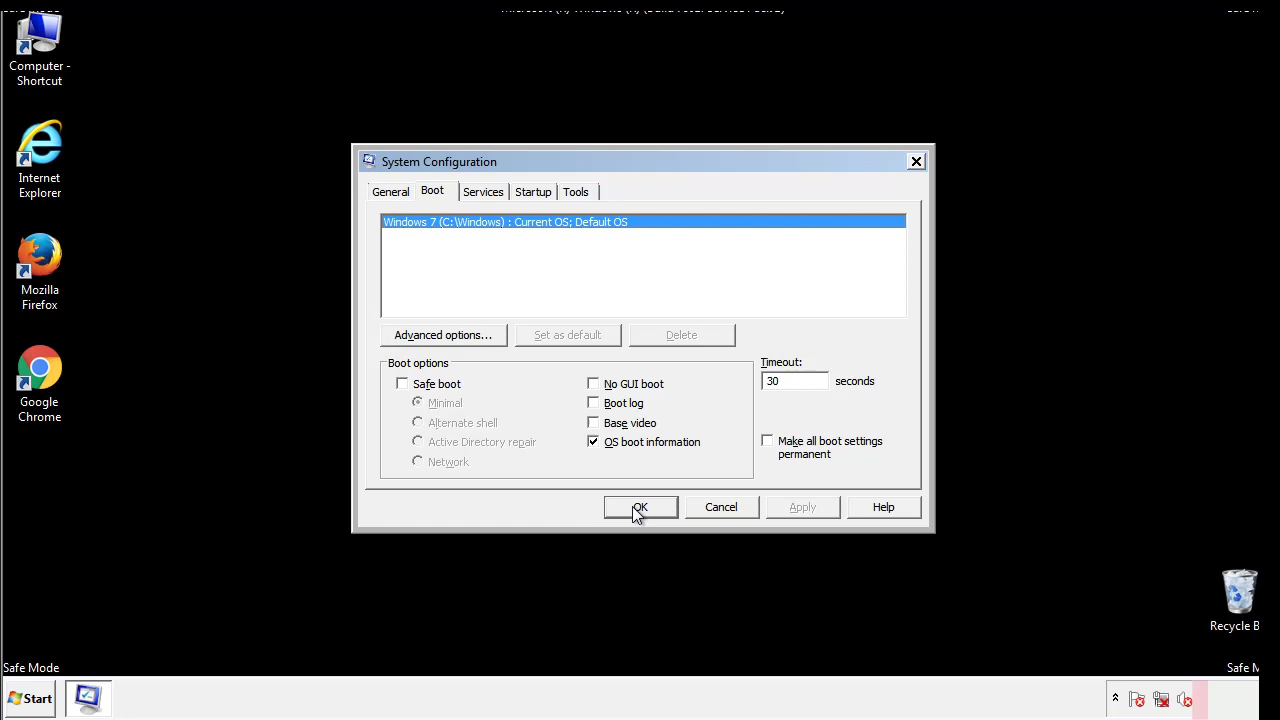 Computer -
Shortcut
Internet
Explorer
Mozilla
Firefox
Google
Chrome
System Configuration
General Boot Services Startup Tools
Windows 7 (C:\Windows) : Current OS; Default OS
Advanced options... Set as default Delete
Boot options
Timeout:
30 seconds
Safe boot No GUI boot
Minimal Boot log
Alternate shell Base video
Active Directory repair OS boot information
Network
Make all boot settings
permanent
OK Cancel Apply Help
Recycle B
Safe Mode Safe M
Start